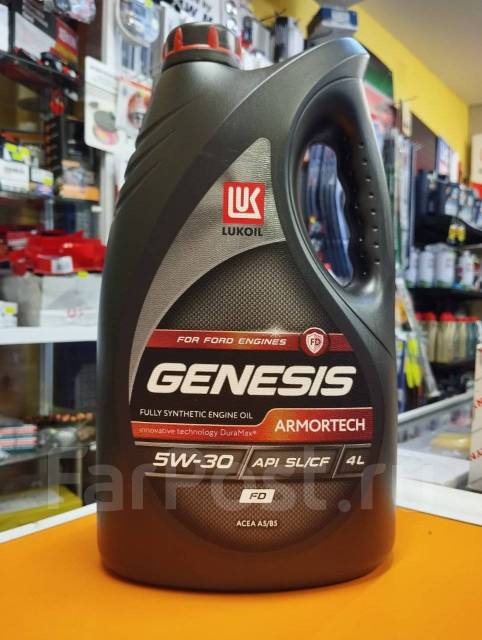 LUK
LUKOIL
FOR FORD ENGINES
FD
GENESIS
FULLY SYNTHETIC ENGINE OIL
innovative technology DuraMax®
ARMORTECH
5W-30 API SL/CF 4L
FD
ACEA A5/B5
FarPost.ru